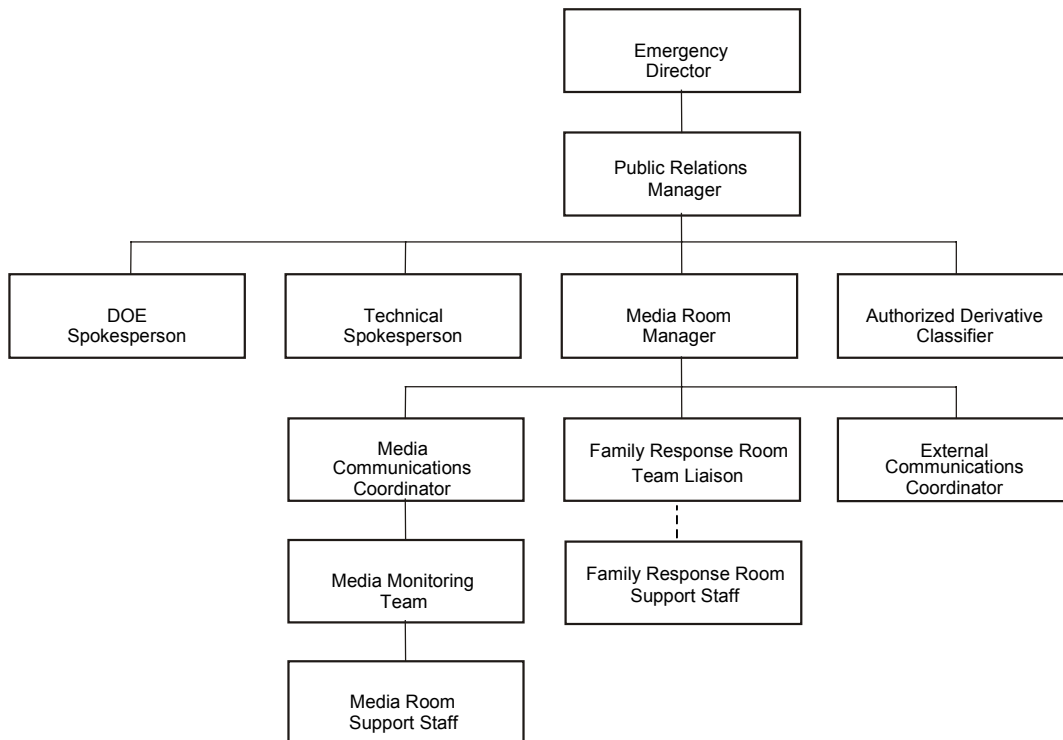 Emergency
Director
Public Relations
Manager
DOE
Spokesperson
Technical
Spokesperson
Media Room
Manager
Authorized Derivative
Classifier
Media
Communications
Coordinator
Family Response Room
Team Liaison
External
Communications
Coordinator
Media Monitoring
Team
Family Response Room
Support Staff
Media Room
Support Staff